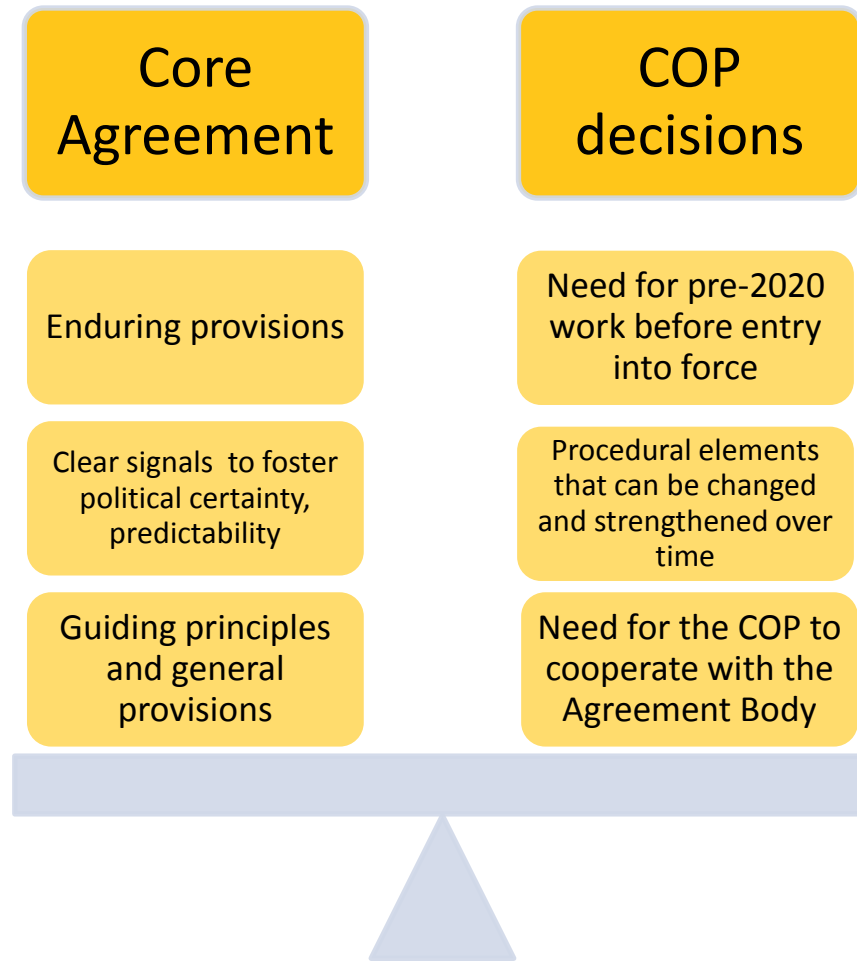 Core
Agreement
COP
decisions
Enduring provisions
Need for pre-2020
work before entry
into force
Clear signals to foster
political certainty,
predictability
Procedural elements
that can be changed
and strengthened over
time
Guiding principles
and general
provisions
Need for the COP to
cooperate with the
Agreement Body